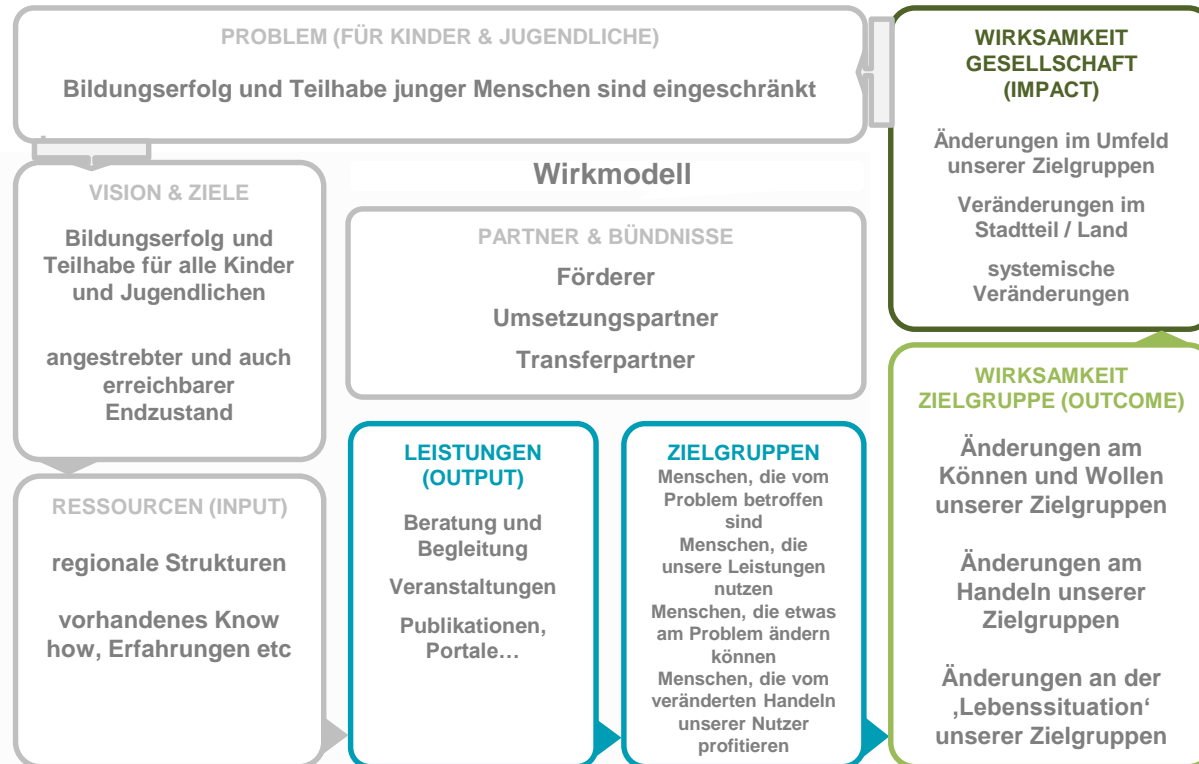 PROBLEM (FÜR KINDER & JUGENDLICHE)
Bildungserfolg und Teilhabe junger Menschen sind eingeschränkt
VISION & ZIELE
Bildungserfolg und
Teilhabe für alle Kinder
und Jugendlichen
angestrebter und auch
erreichbarer
Endzustand
RESSOURCEN (INPUT)
regionale Strukturen
vorhandenes Know
how, Erfahrungen etc
Wirkmodell
PARTNER & BÜNDNISSE
Förderer
Umsetzungspartner
Transferpartner
LEISTUNGEN
(OUTPUT)
Beratung und
Begleitung
Veranstaltungen
Publikationen,
Portale…
ZIELGRUPPEN
Menschen, die vom
Problem betroffen
sind
Menschen, die
unsere Leistungen
nutzen
Menschen, die etwas
am Problem ändern
können
Menschen, die vom
veränderten Handeln
unserer Nutzer
profitieren
WIRKSAMKEIT
ZIELGRUPPE (OUTCOME)
Änderungen am
Können und Wollen
unserer Zielgruppen
Änderungen am
Handeln unserer
Zielgruppen
Änderungen an der
‚Lebenssituation‘
unserer Zielgruppen
WIRKSAMKEIT
GESELLSCHAFT
(IMPACT)
Änderungen im Umfeld
unserer Zielgruppen
Veränderungen im
Stadtteil / Land
systemische
Veränderungen